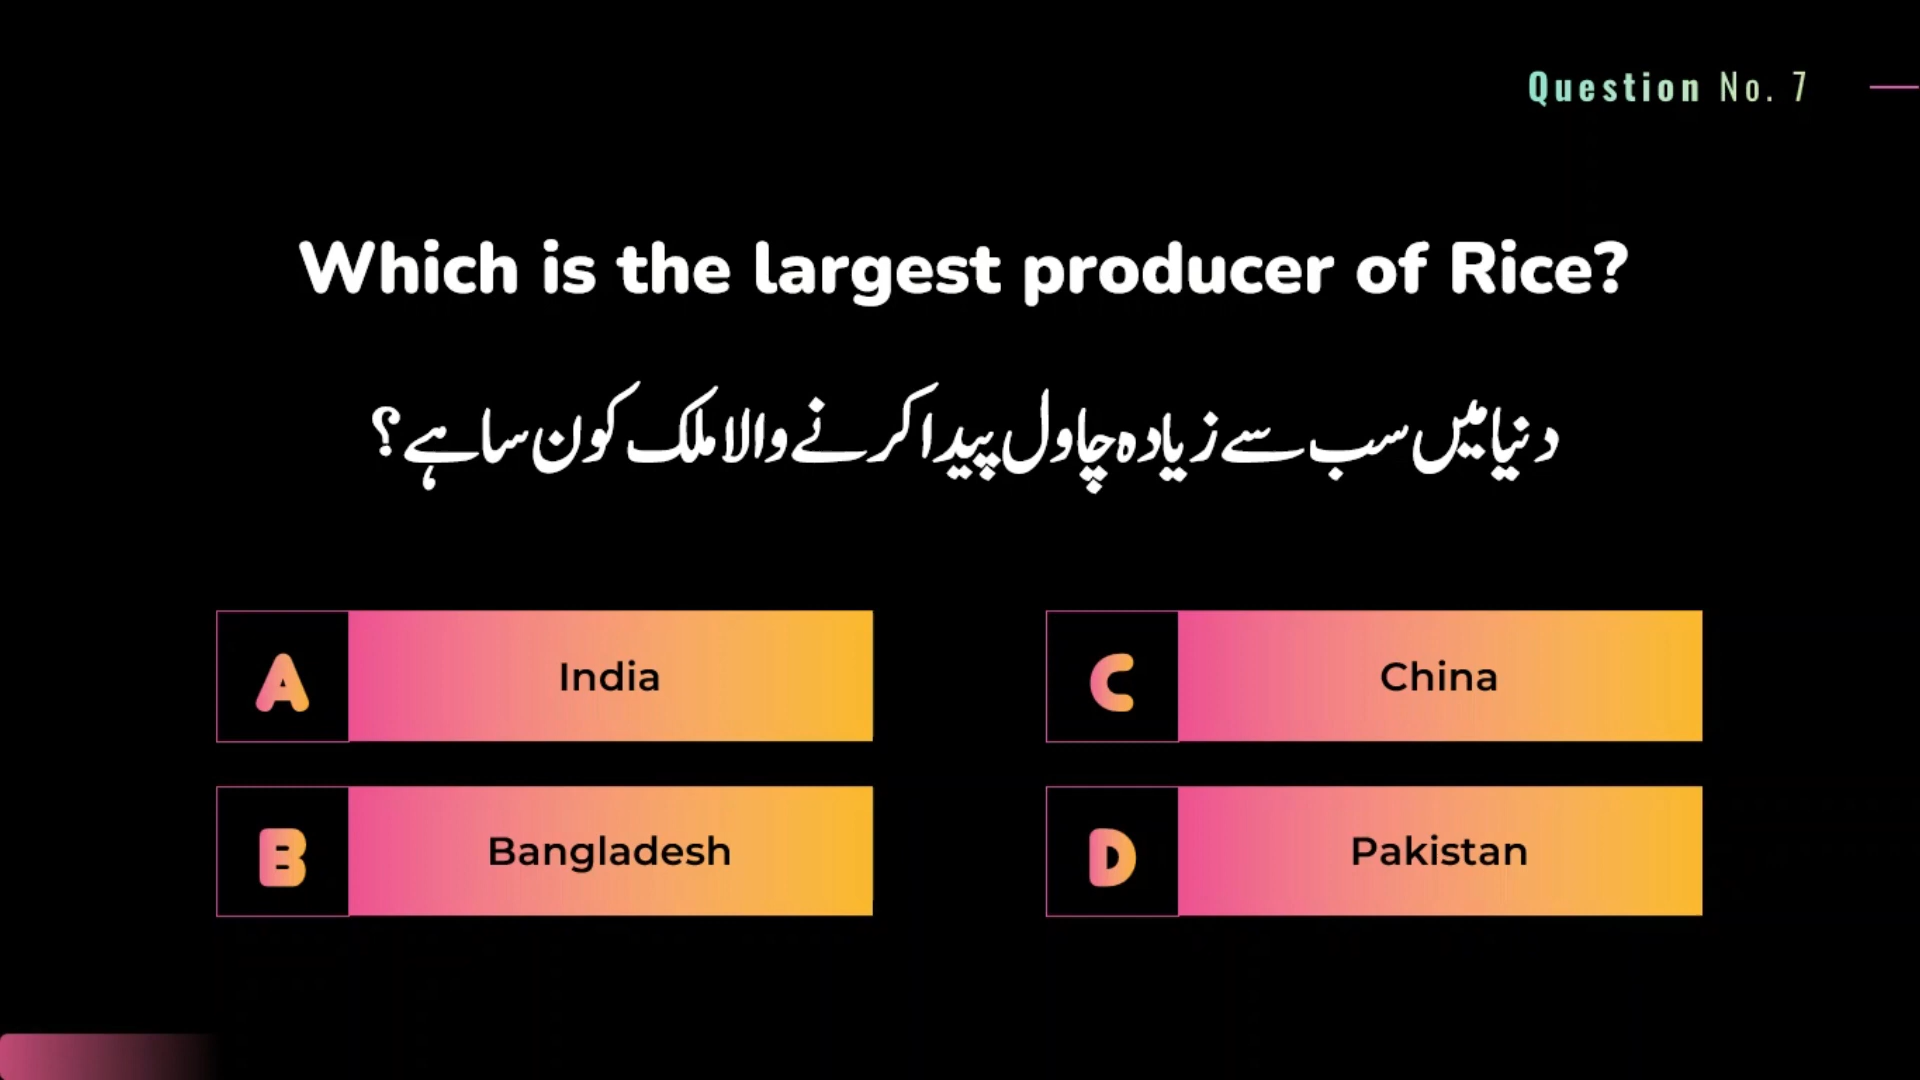 Question No. 7
Which is the largest producer of Rice?
دنیا میں سب سے زیادہ چاول پیدا کرنے والا ملک کون سا ہے؟
A India
C China
B Bangladesh
D Pakistan